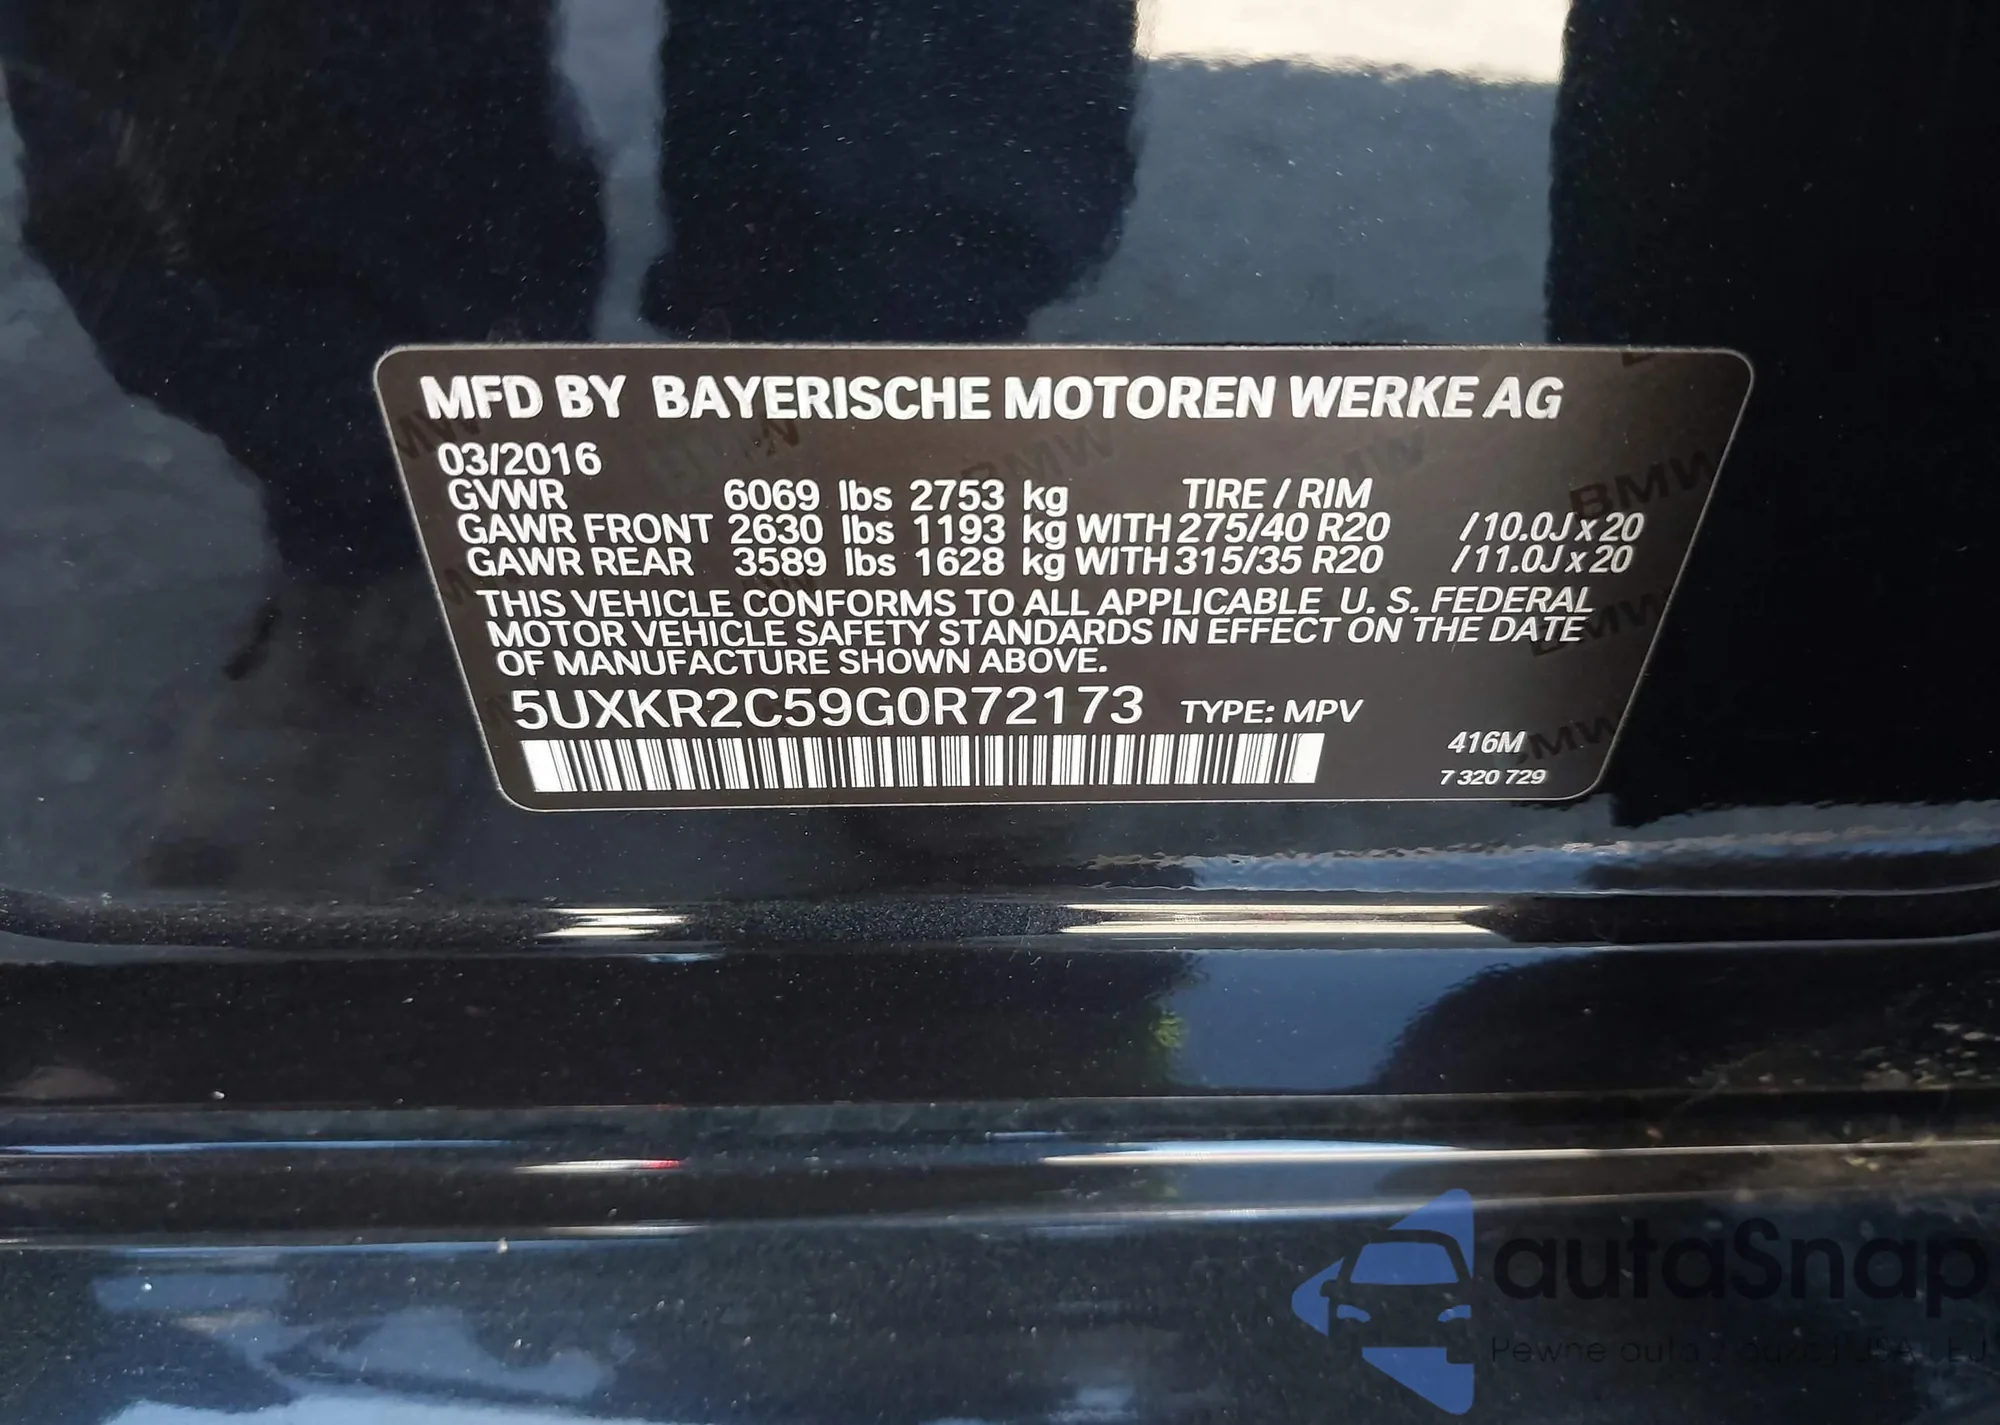 MFD BY BAYERISCHE MOTOREN WERKE AG
03/2016
GVWR 6069 lbs 2753 kg TIRE / RIM
GAWR FRONT 2630 lbs 1193 kg WITH 275/40 R20 / 10.0J x 20
GAWR REAR 3589 lbs 1628 kg WITH 315/35 R20 / 11.0J x 20
THIS VEHICLE CONFORMS TO ALL APPLICABLE U. S. FEDERAL
MOTOR VEHICLE SAFETY STANDARDS IN EFFECT ON THE DATE
OF MANUFACTURE SHOWN ABOVE.
5UXKR2C59G0R72173 TYPE: MPV
416M
7 320 729
autaSnap
Pewne auta z